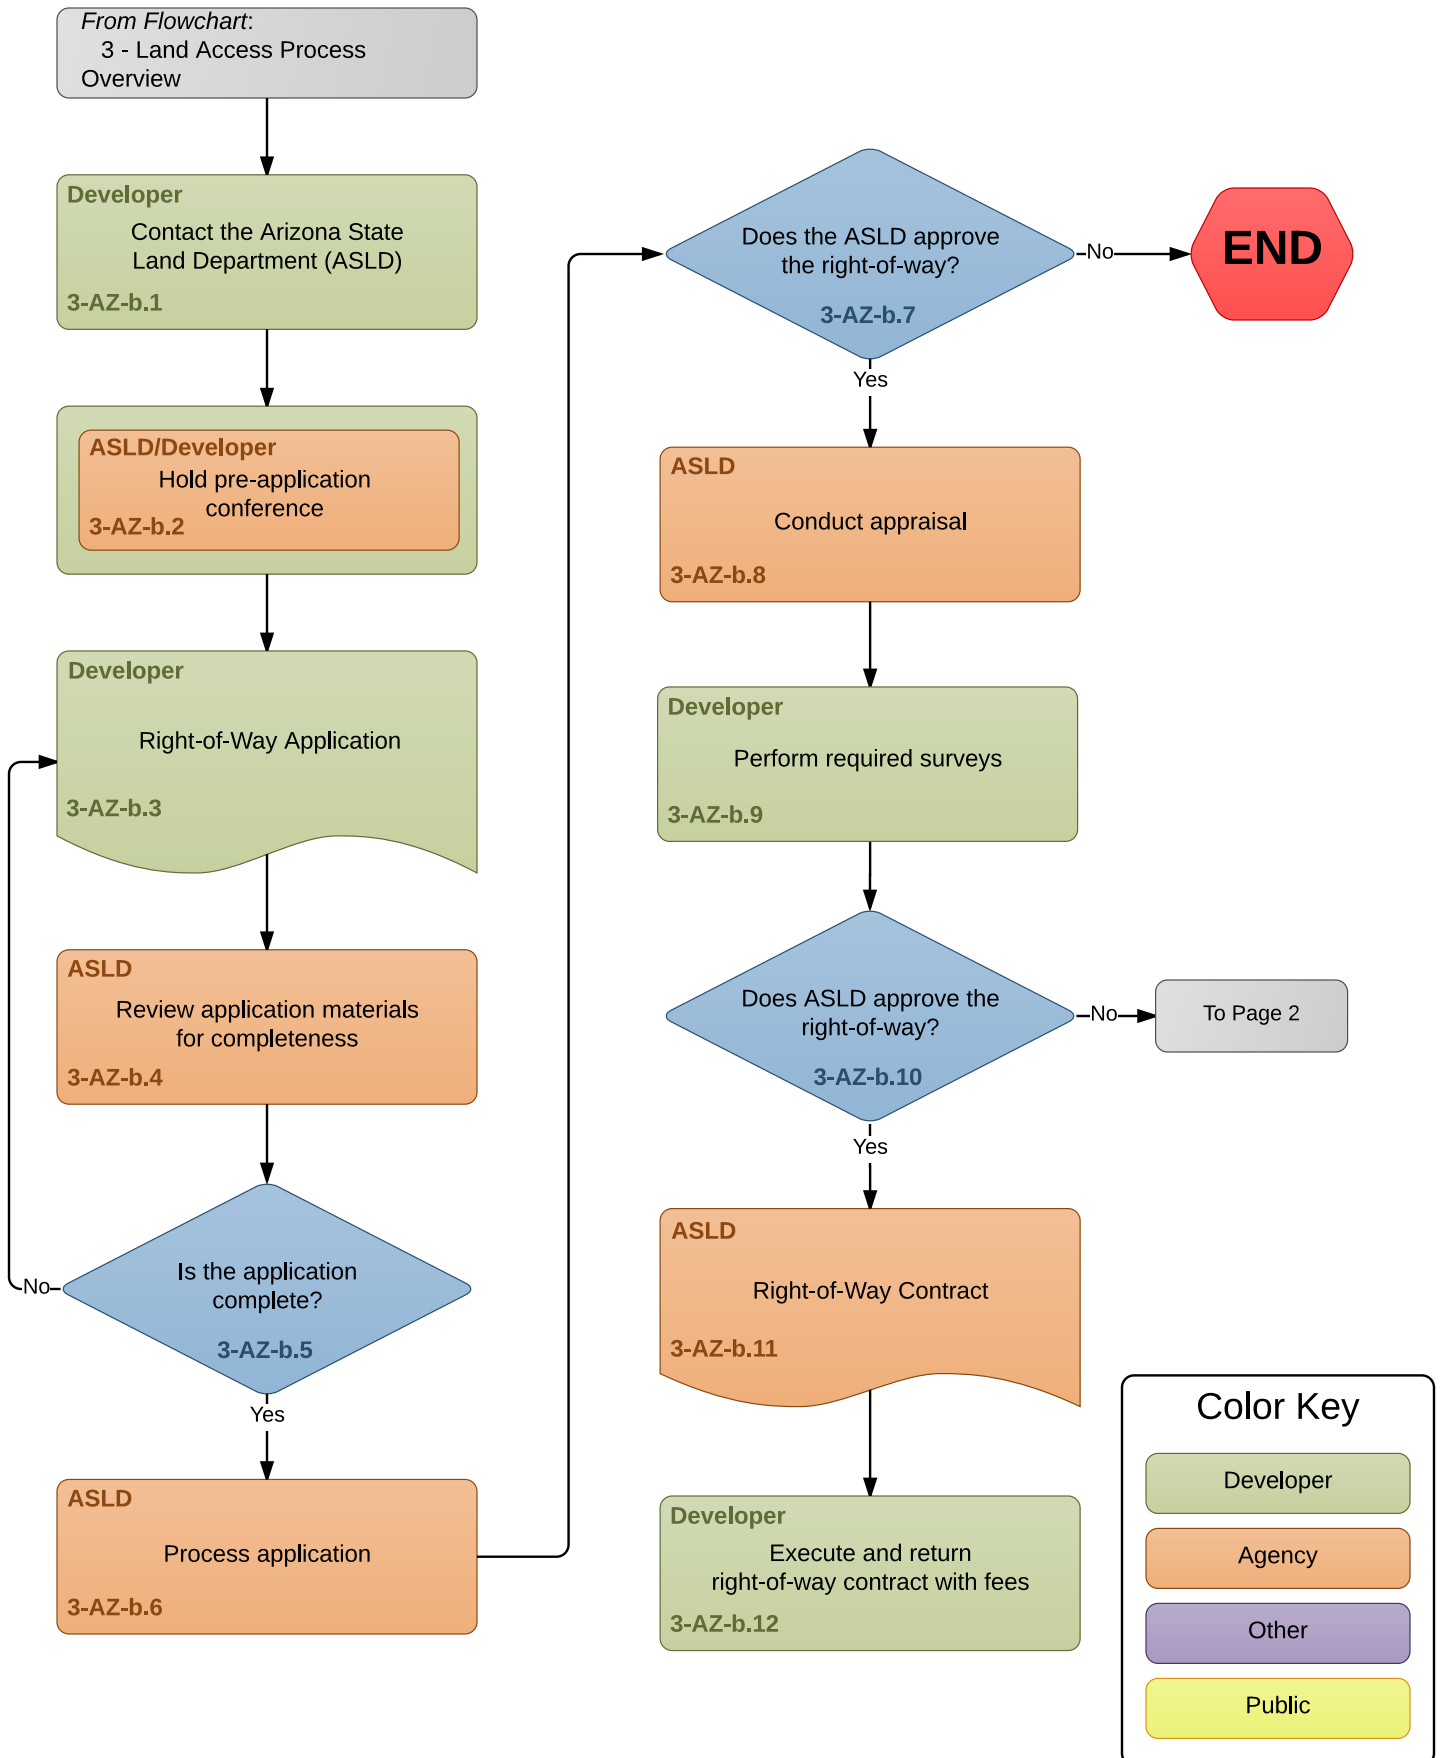 From Flowchart:
3 - Land Access Process
Overview
Developer
Contact the Arizona State
Land Department (ASLD)
3-AZ-b.1
ASLD/Developer
Hold pre-application
conference
3-AZ-b.2
Developer
Right-of-Way Application
3-AZ-b.3
ASLD
Review application materials
for completeness
3-AZ-b.4
Is the application
complete?
3-AZ-b.5
No
Yes
ASLD
Process application
3-AZ-b.6
Does the ASLD approve
the right-of-way?
3-AZ-b.7
No
END
Yes
ASLD
Conduct appraisal
3-AZ-b.8
Developer
Perform required surveys
3-AZ-b.9
Does ASLD approve the
right-of-way?
3-AZ-b.10
No
To Page 2
Yes
ASLD
Right-of-Way Contract
3-AZ-b.11
Developer
Execute and return
right-of-way contract with fees
3-AZ-b.12
Color Key
Developer
Agency
Other
Public